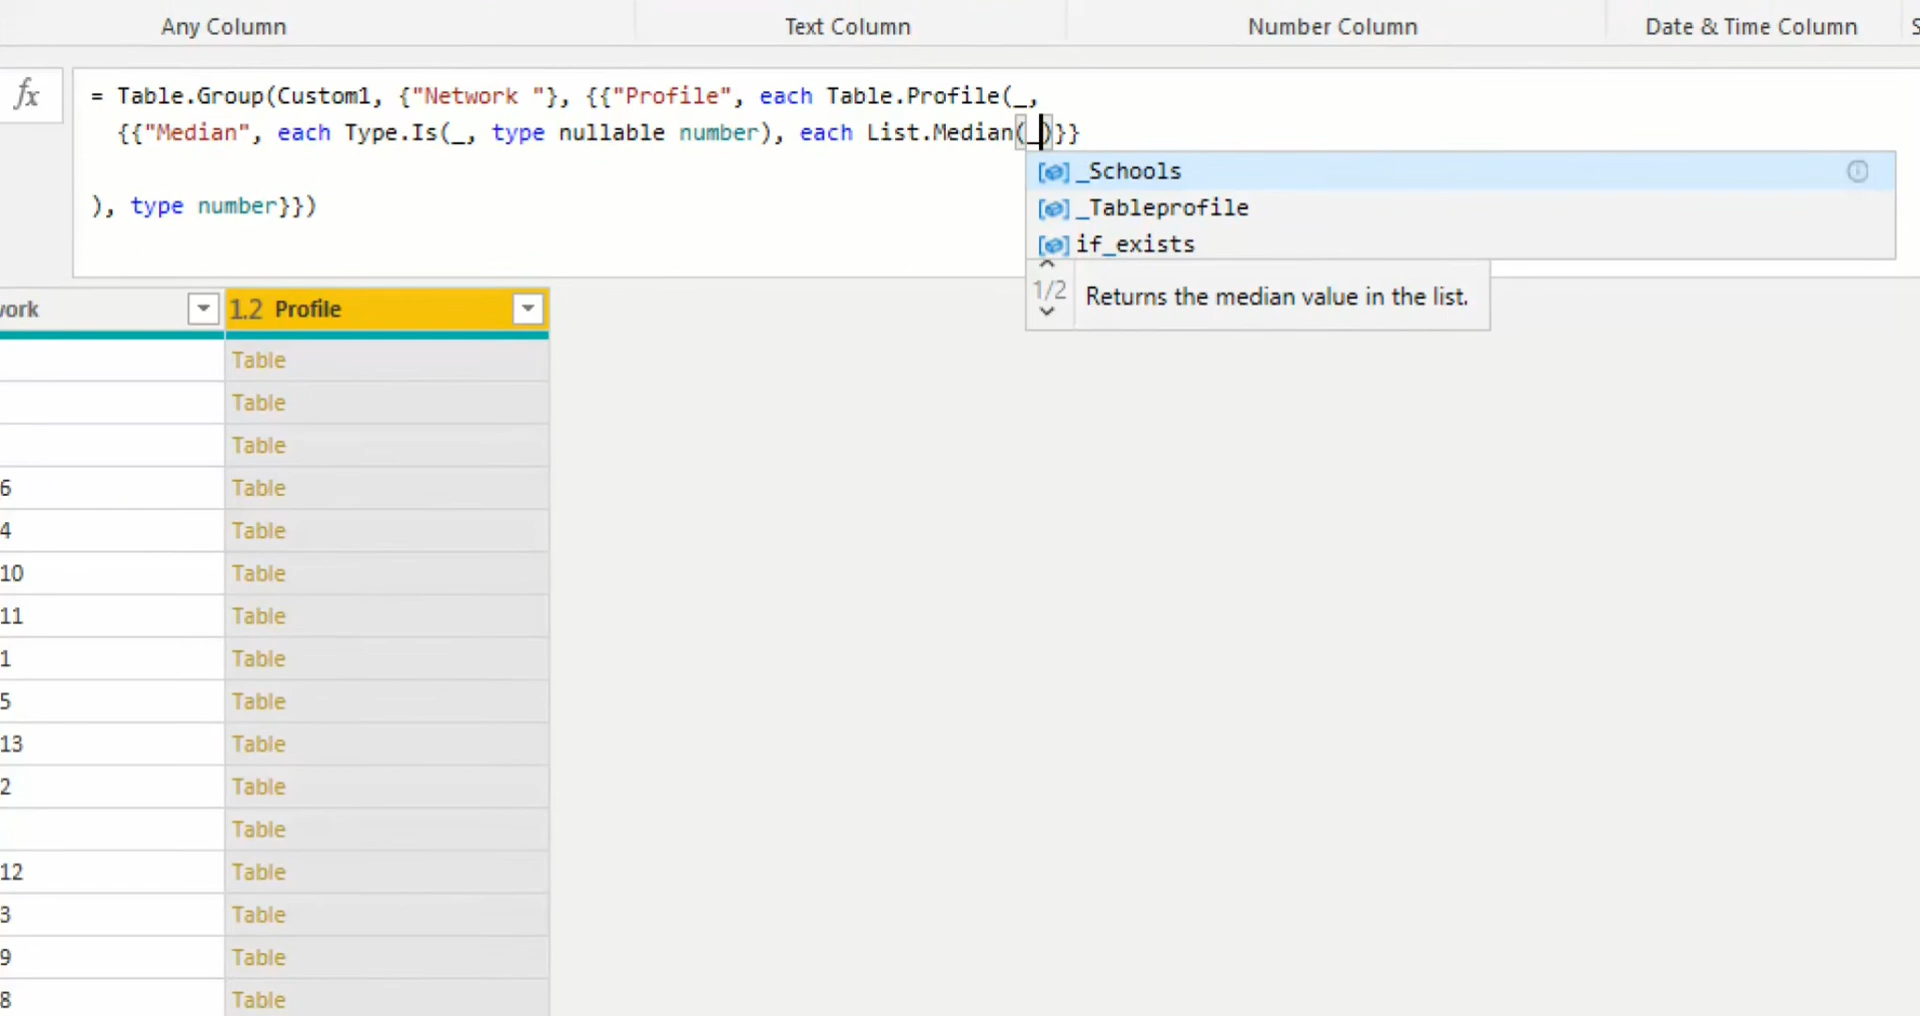 Any Column Text Column Number Column Date & Time Column
fx
= Table.Group(Custom1, {"Network "}, {{"Profile", each Table.Profile(_,
{{"Median", each Type.Is(_, type nullable number), each List.Median(_)}}
), type number}})
_Schools
_Tableprofile
if_exists
1/2 Returns the median value in the list.
work 1.2 Profile
Table
Table
Table
6 Table
4 Table
10 Table
11 Table
1 Table
5 Table
13 Table
2 Table
Table
12 Table
3 Table
9 Table
8 Table